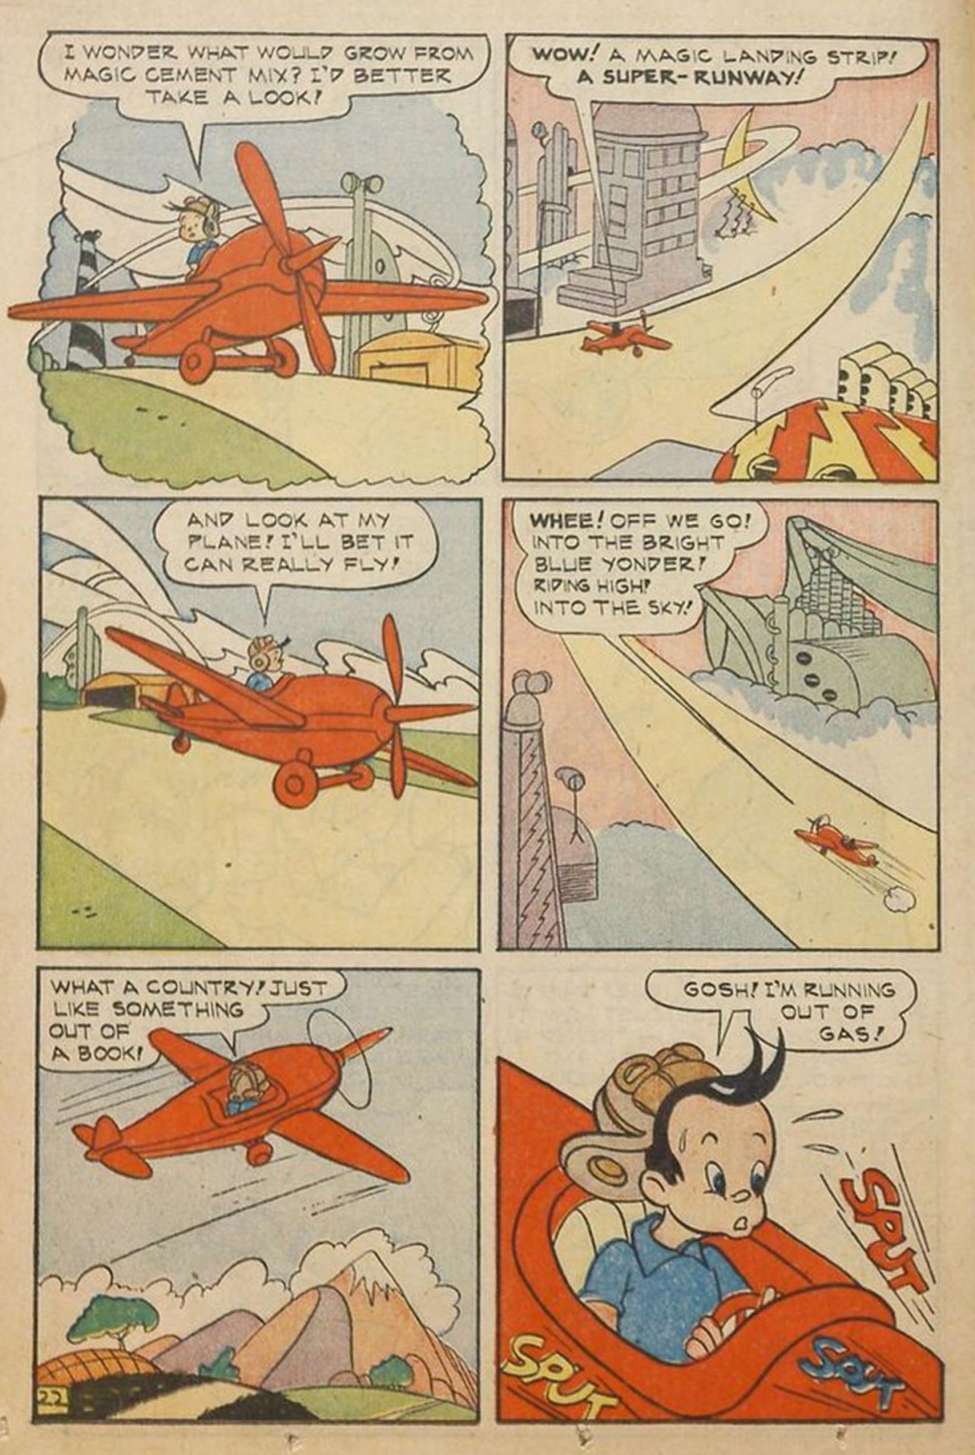 I WONDER WHAT WOULD GROW FROM
MAGIC CEMENT MIX? I'D BETTER
TAKE A LOOK!
WOW! A MAGIC LANDING STRIP!
A SUPER-RUNWAY!
AND LOOK AT MY
PLANE! I'LL BET IT
CAN REALLY FLY!
WHEE! OFF WE GO!
INTO THE BRIGHT
BLUE YONDER!
RIDING HIGH!
INTO THE SKY!
WHAT A COUNTRY! JUST
LIKE SOMETHING
OUT OF
A BOOK!
22
GOSH! I'M RUNNING
OUT OF
GAS!
SPUT
SPUT
SPUT